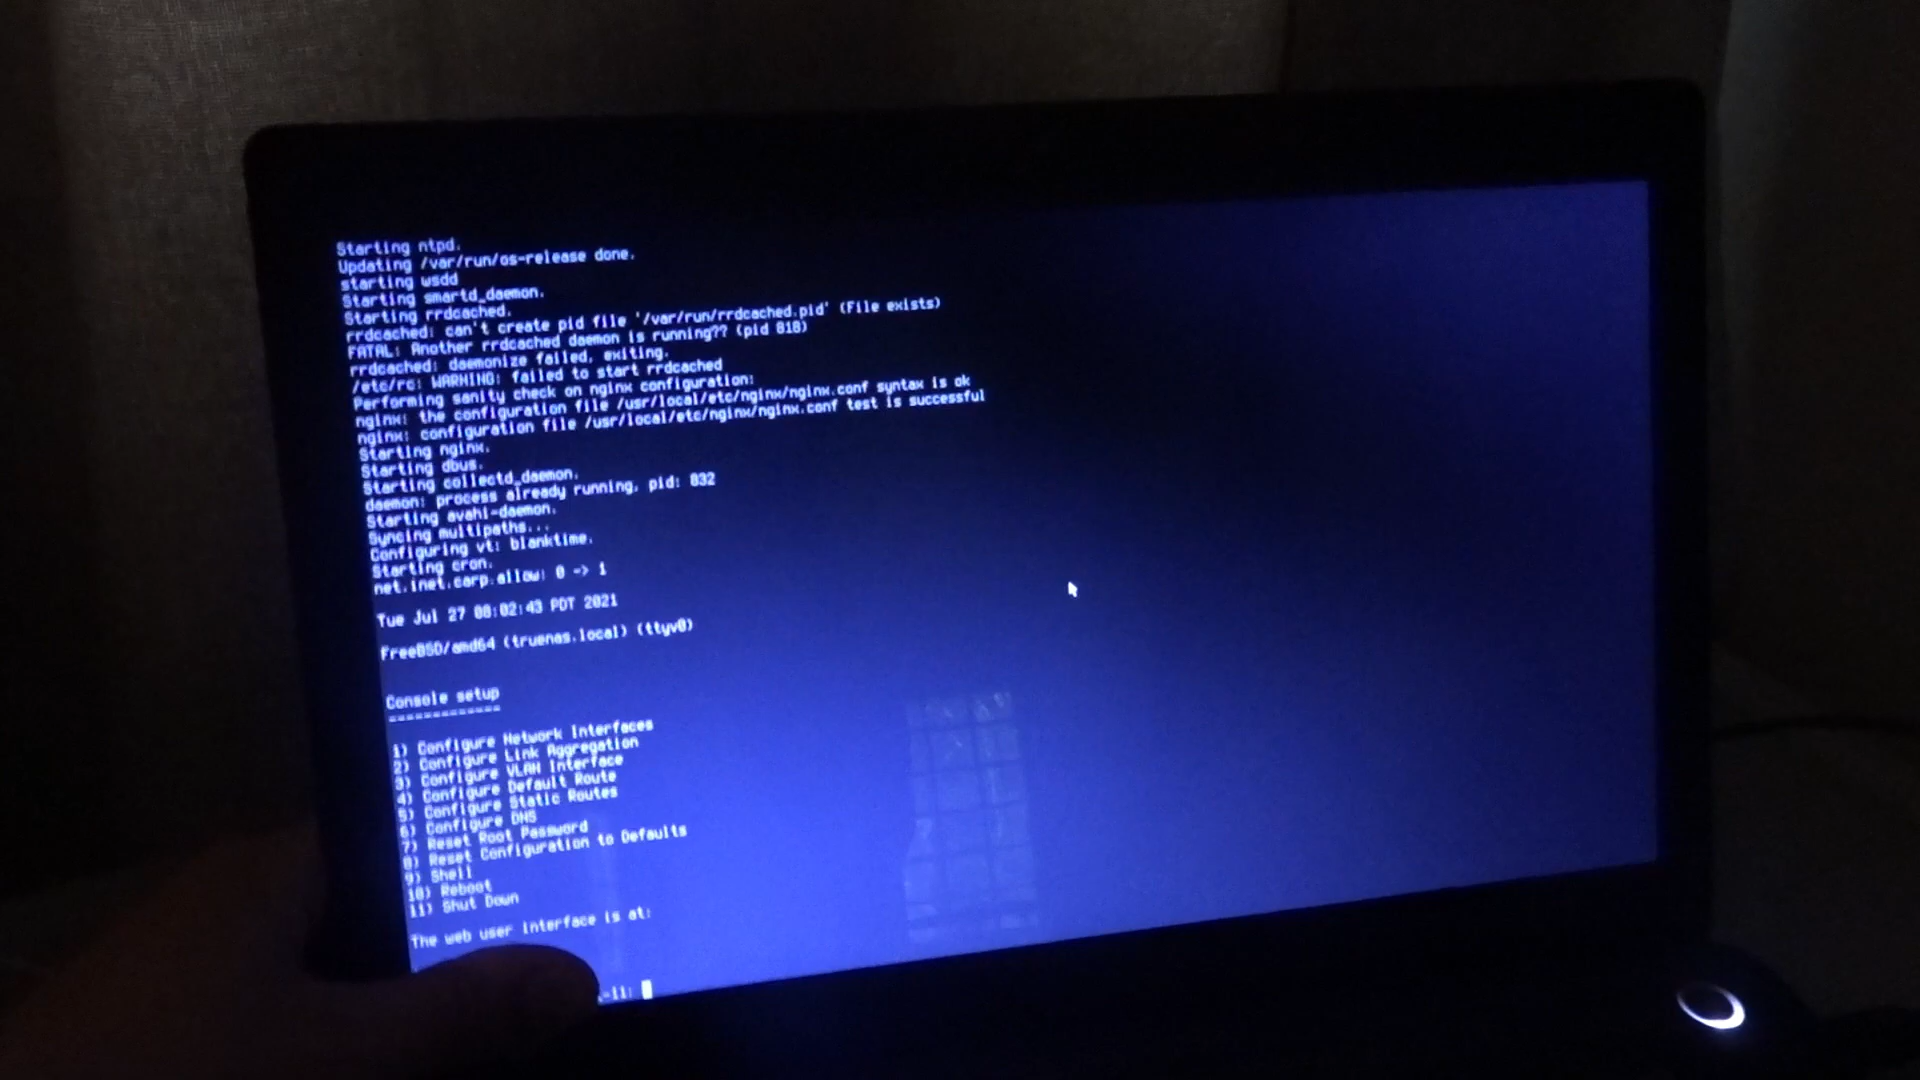 Starting ntpd.
Updating /var/run/os-release done.
starting wsdd
Starting smartd_daemon.
Starting rrdcached.
rrdcached: can't create pid file '/var/run/rrdcached.pid' (File exists)
FATAL: Another rrdcached daemon is running?? (pid 818)
rrdcached: daemonize failed, exiting.
/etc/rc: WARNING: failed to start rrdcached
Performing sanity check on nginx configuration:
nginx: the configuration file /usr/local/etc/nginx/nginx.conf syntax is ok
nginx: configuration file /usr/local/etc/nginx/nginx.conf test is successful
Starting nginx.
Starting dbus.
Starting collectd_daemon.
daemon: process already running, pid: 832
Starting avahi-daemon.
Syncing multipaths...
Configuring vt: blanktime.
Starting cron.
net.inet.carp.allow: 0 -> 1
Tue Jul 27 08:02:43 PDT 2021
FreeBSD/amd64 (truenas.local) (ttyv0)
Console setup
-------------
1) Configure Network Interfaces
2) Configure Link Aggregation
3) Configure VLAN Interface
4) Configure Default Route
5) Configure Static Routes
6) Configure DNS
7) Reset Root Password
8) Reset Configuration to Defaults
9) Shell
10) Reboot
11) Shut Down
The web user interface is at:
-11: